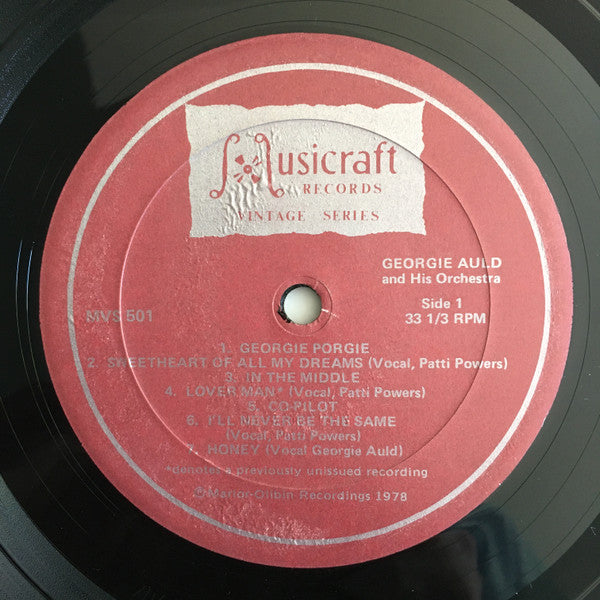 Musicraft
RECORDS
VINTAGE SERIES
GEORGIE AULD
and His Orchestra
Side 1
33 1/3 RPM
MVS 501
1. GEORGIE PORGIE
2. SWEETHEART OF ALL MY DREAMS (Vocal, Patti Powers)
3. IN THE MIDDLE
4. LOVER MAN* (Vocal, Patti Powers)
5. CO-PILOT
6. I'LL NEVER BE THE SAME
(Vocal, Patti Powers)
7. HONEY (Vocal Georgie Auld)
*denotes a previously unissued recording
Recordings 1978